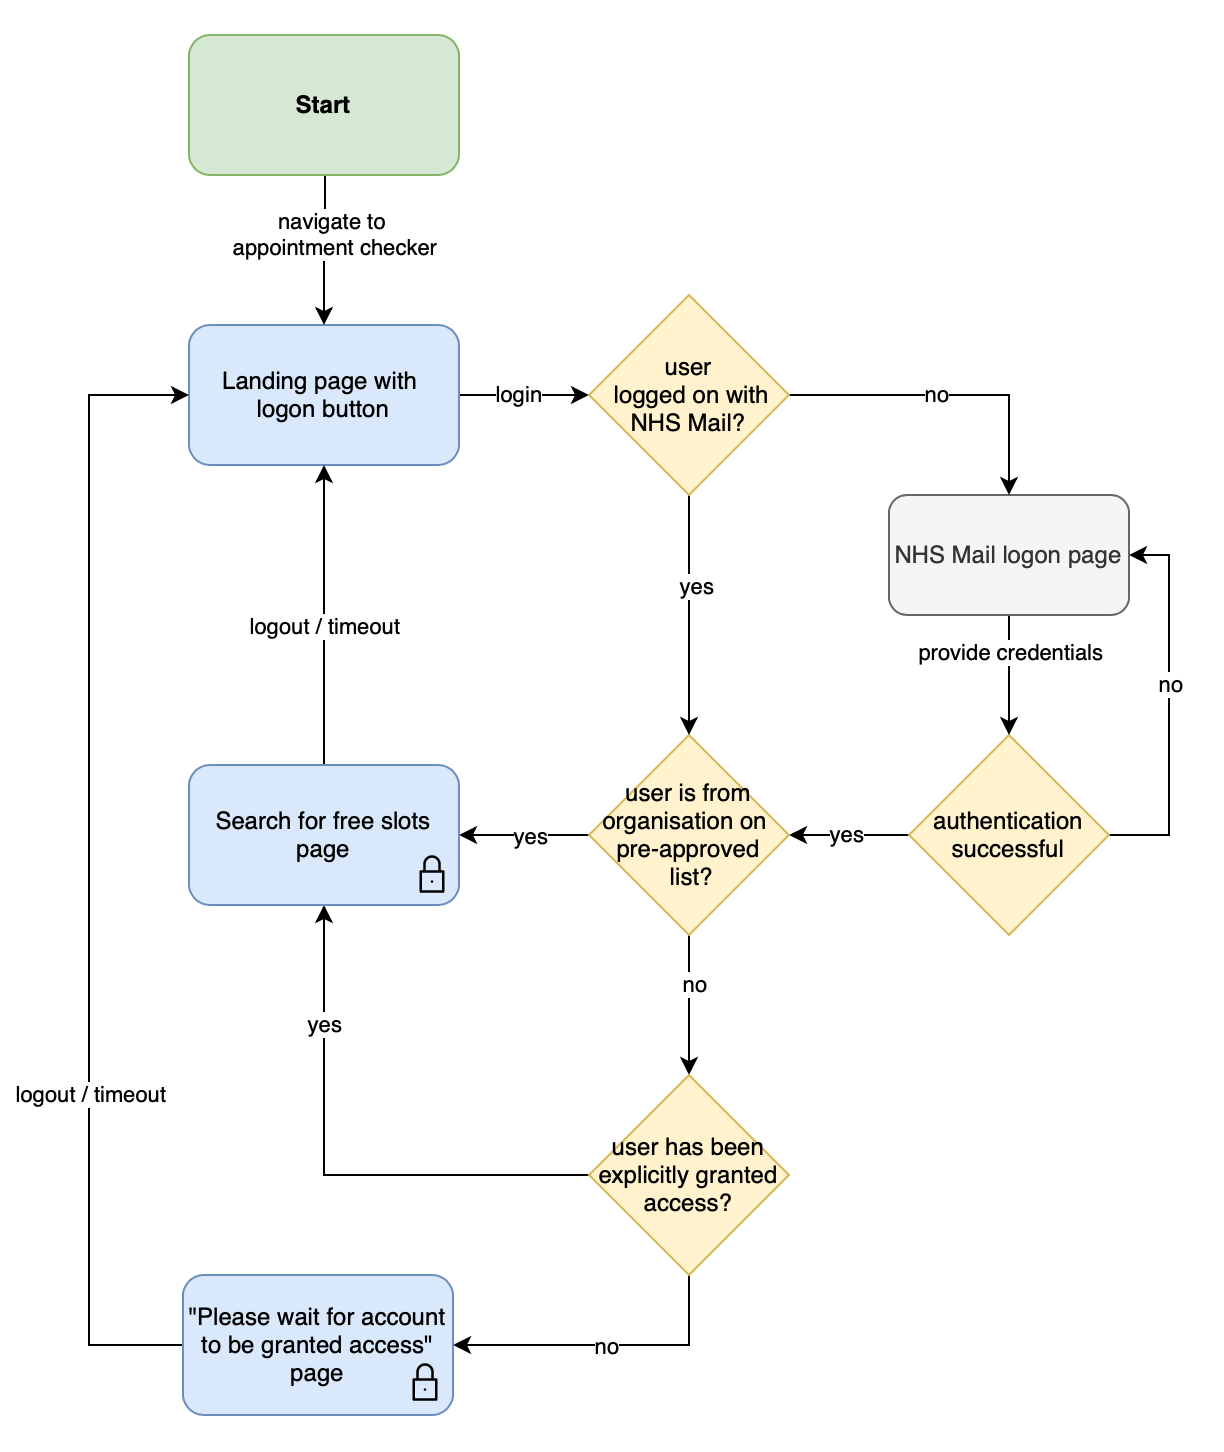 Start
navigate to
appointment checker
Landing page with
logon button
login
user
logged on with
NHS Mail?
no
NHS Mail logon page
yes
provide credentials
logout / timeout
no
Search for free slots
page
yes
user is from
organisation on
pre-approved
list?
yes
authentication
successful
no
yes
logout / timeout
user has been
explicitly granted
access?
"Please wait for account
to be granted access"
page
no